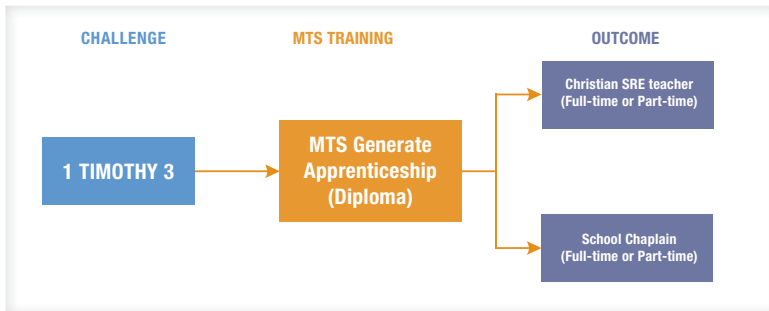 CHALLENGE
MTS TRAINING
OUTCOME
1 TIMOTHY 3
MTS Generate
Apprenticeship
(Diploma)
Christian SRE teacher
(Full-time or Part-time)
School Chaplain
(Full-time or Part-time)